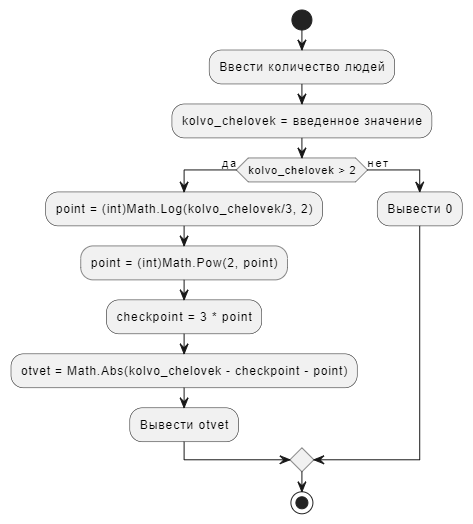 Ввести количество людей
kolvo_chelovek = введенное значение
да
kolvo_chelovek > 2
нет
point = (int)Math.Log(kolvo_chelovek/3, 2)
Вывести 0
point = (int)Math.Pow(2, point)
checkpoint = 3 * point
otvet = Math.Abs(kolvo_chelovek - checkpoint - point)
Вывести otvet